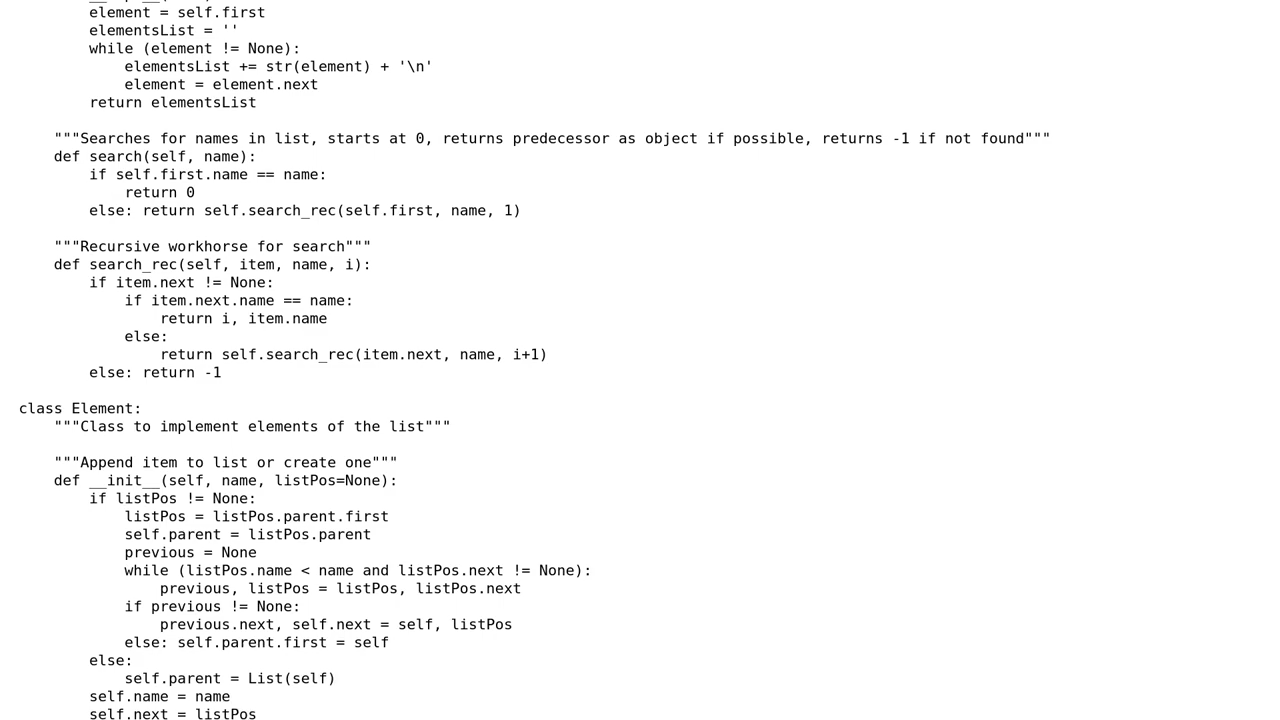 element = self.first
elementsList = ''
while (element != None):
elementsList += str(element) + '\n'
element = element.next
return elementsList
"""Searches for names in list, starts at 0, returns predecessor as object if possible, returns -1 if not found"""
def search(self, name):
if self.first.name == name:
return 0
else: return self.search_rec(self.first, name, 1)
"""Recursive workhorse for search"""
def search_rec(self, item, name, i):
if item.next != None:
if item.next.name == name:
return i, item.name
else:
return self.search_rec(item.next, name, i+1)
else: return -1
class Element:
"""Class to implement elements of the list"""
"""Append item to list or create one"""
def __init__(self, name, listPos=None):
if listPos != None:
listPos = listPos.parent.first
self.parent = listPos.parent
previous = None
while (listPos.name < name and listPos.next != None):
previous, listPos = listPos, listPos.next
if previous != None:
previous.next, self.next = self, listPos
else: self.parent.first = self
else:
self.parent = List(self)
self.name = name
self.next = listPos